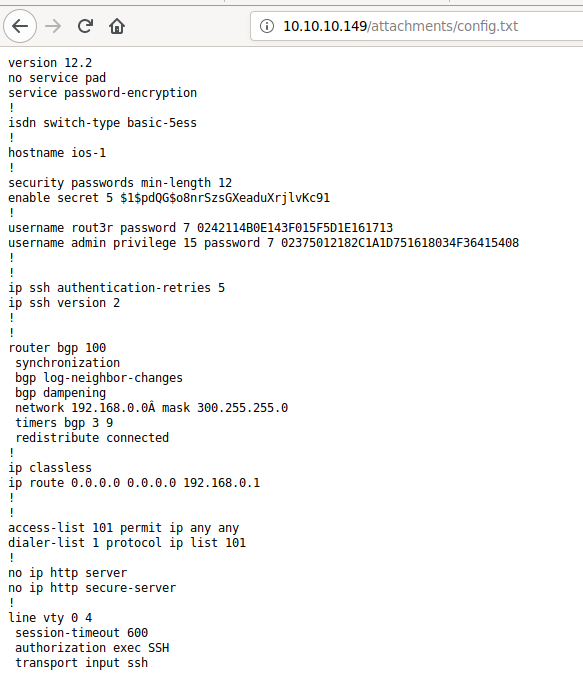 10.10.10.149/attachments/config.txt
version 12.2
no service pad
service password-encryption
!
isdn switch-type basic-5ess
!
hostname ios-1
!
security passwords min-length 12
enable secret 5 $1$pdQG$o8nrSzsGXeaduXrjlvKc91
!
username rout3r password 7 0242114B0E143F015F5D1E161713
username admin privilege 15 password 7 02375012182C1A1D751618034F36415408
!
!
ip ssh authentication-retries 5
ip ssh version 2
!
!
router bgp 100
 synchronization
 bgp log-neighbor-changes
 bgp dampening
 network 192.168.0.0Â mask 300.255.255.0
 timers bgp 3 9
 redistribute connected
!
ip classless
ip route 0.0.0.0 0.0.0.0 192.168.0.1
!
!
access-list 101 permit ip any any
dialer-list 1 protocol ip list 101
!
no ip http server
no ip http secure-server
!
line vty 0 4
 session-timeout 600
 authorization exec SSH
 transport input ssh